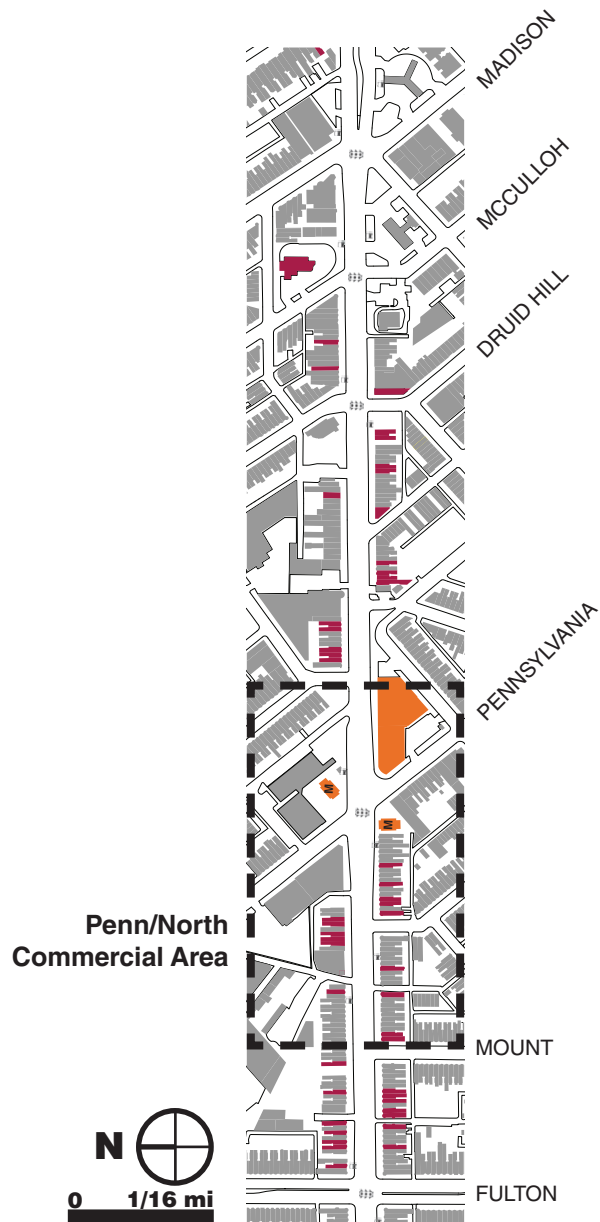 MADISON
MCCULLOH
DRUID HILL
PENNSYLVANIA
M
M
Penn/North
Commercial Area
MOUNT
N
0 1/16 mi
FULTON